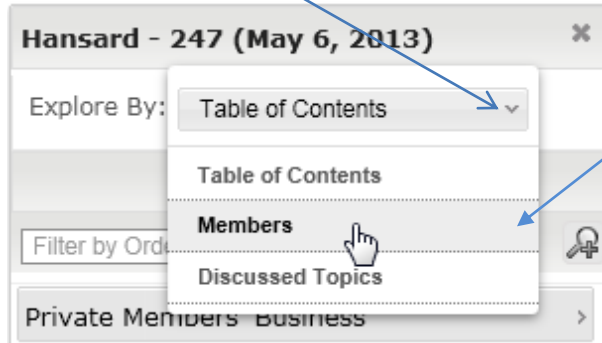 Hansard - 247 (May 6, 2013)
Explore By:
Table of Contents
Table of Contents
Members
Filter by Orde
Discussed Topics
Private Members Business